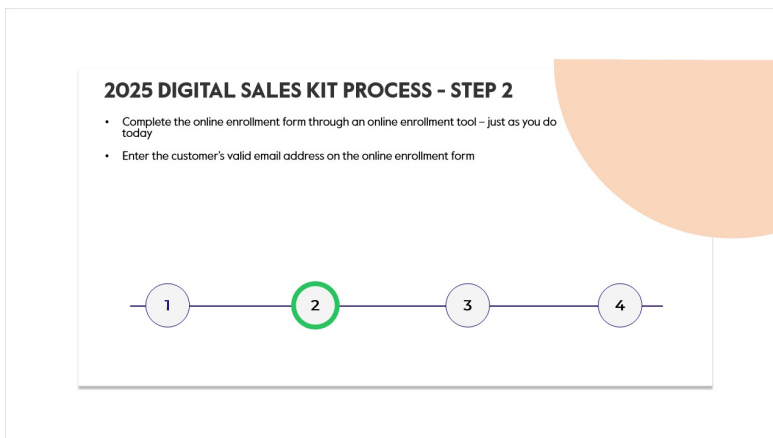 2025 DIGITAL SALES KIT PROCESS - STEP 2
• Complete the online enrollment form through an online enrollment tool – just as you do
today
• Enter the customer's valid email address on the online enrollment form
1 2 3 4